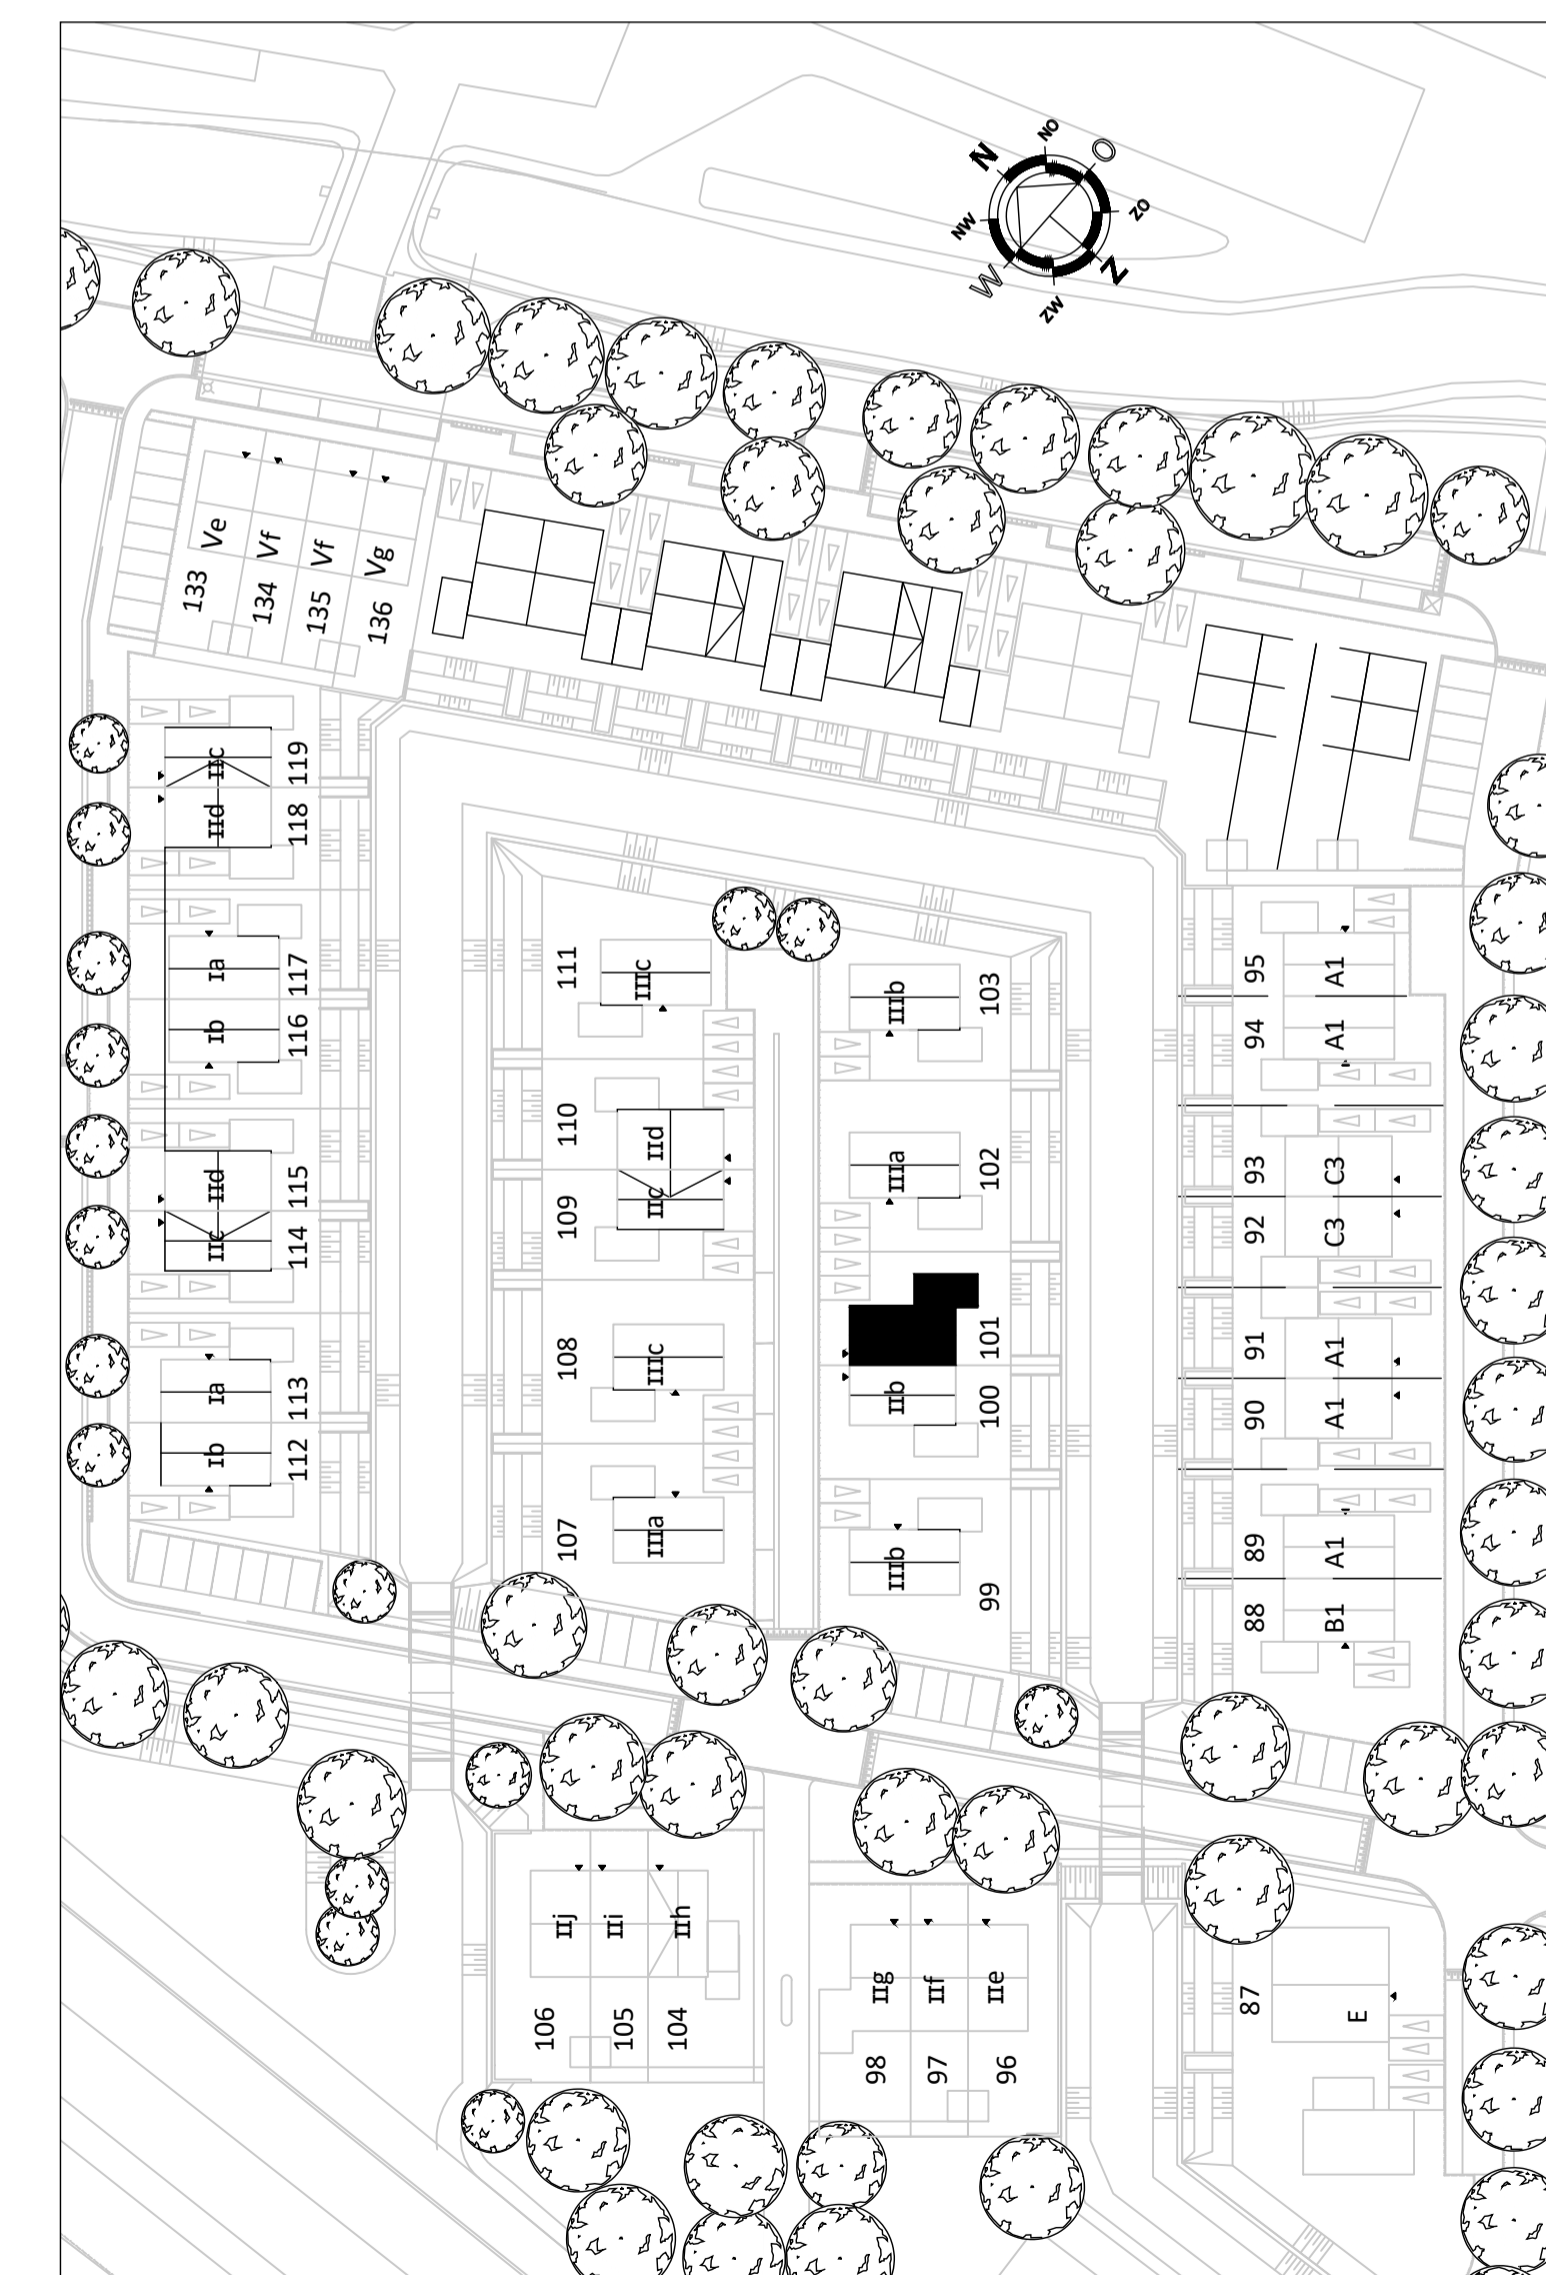 NO
N
O
NW
ZO
W
Z
ZW
Ve
Vf
Vf
Vg
133
134
135
136
IIc
119
IId
118
Ia
117
Ib
116
IId
115
IIc
114
Ia
113
Ib
112
111
IIIC
110
IId
109
IIc
108
IIIC
107
IIIa
IIIb
103
IIIa
102
101
IIb
100
IIIb
99
95
A1
94
A1
93
C3
92
C3
91
A1
90
A1
89
A1
88
B1
IIj
IIi
IIh
106
105
104
IIg
IIf
IIe
98
97
96
87
E